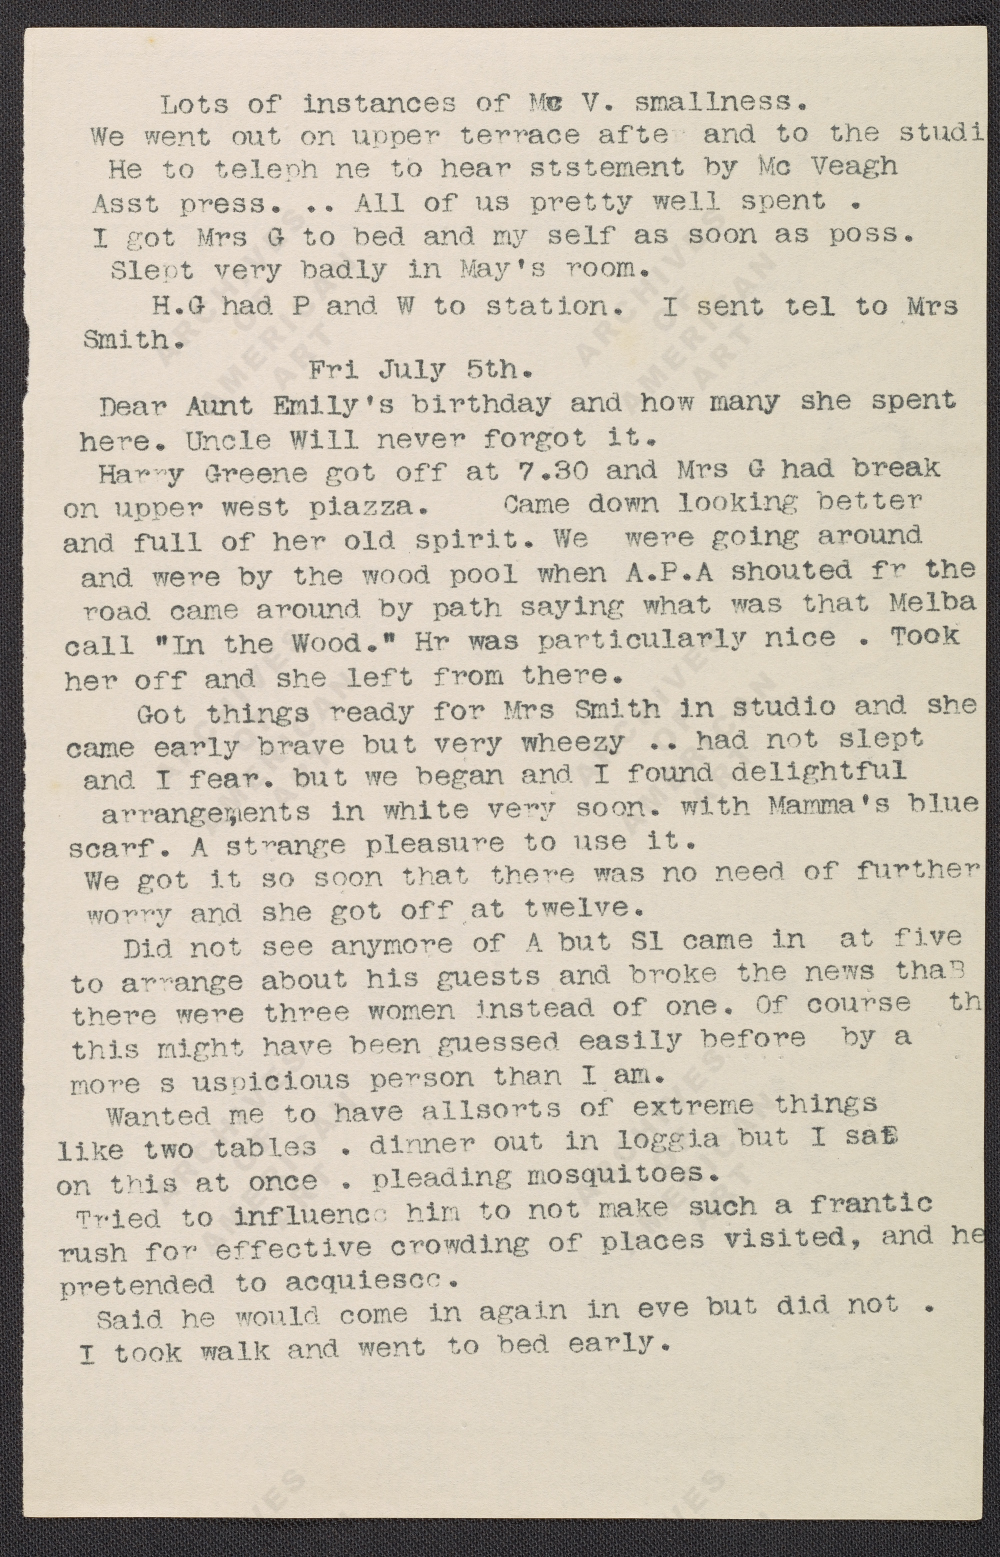 Lots of instances of Mc V. smallness.
We went out on upper terrace afte and to the studi
He to teleph ne to hear ststement by Mc Veagh
Asst press. .. All of us pretty well spent .
I got Mrs G to bed and my self as soon as poss.
Slept very badly in May's room.
H.G had P and W to station. I sent tel to Mrs
Smith.
Fri July 5th.
Dear Aunt Emily's birthday and how many she spent
here. Uncle Will never forgot it.
Harry Greene got off at 7.30 and Mrs G had break
on upper west piazza. Came down looking better
and full of her old spirit. We were going around
and were by the wood pool when A.P.A shouted fr the
road came around by path saying what was that Melba
call "In the Wood." Hr was particularly nice . Took
her off and she left from there.
Got things ready for Mrs Smith in studio and she
came early brave but very wheezy .. had not slept
and I fear. but we began and I found delightful
arrangements in white very soon. with Mamma's blue
scarf. A strange pleasure to use it.
We got it so soon that there was no need of further
worry and she got off at twelve.
Did not see anymore of A but Sl came in at five
to arrange about his guests and broke the news thaB
there were three women instead of one. Of course th
this might have been guessed easily before by a
more s uspicious person than I am.
Wanted me to have allsorts of extreme things
like two tables . dinner out in loggia but I sat
on this at once . pleading mosquitoes.
Tried to influence him to not make such a frantic
rush for effective crowding of places visited, and he
pretended to acquiesce.
Said he would come in again in eve but did not .
I took walk and went to bed early.
ARCHIVES
OF
AMERICAN
ART